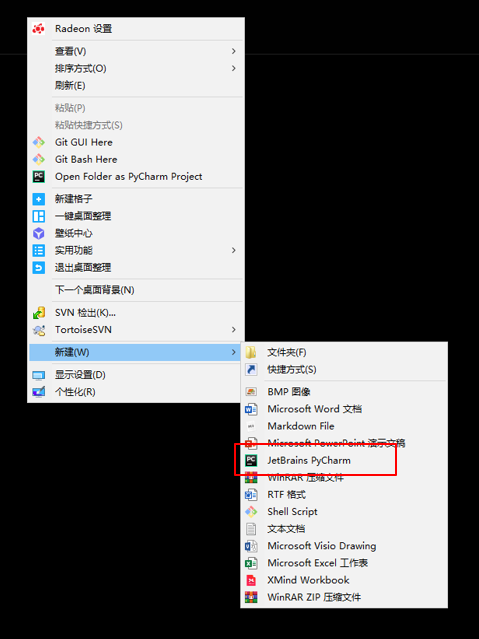 Radeon 设置
查看(V)
排序方式(O)
刷新(E)
粘贴(P)
粘贴快捷方式(S)
Git GUI Here
Git Bash Here
Open Folder as PyCharm Project
新建格子
一键桌面整理
壁纸中心
实用功能
退出桌面整理
下一个桌面背景(N)
SVN 检出(K)...
TortoiseSVN
新建(W)
显示设置(D)
个性化(R)
文件夹(F)
快捷方式(S)
BMP 图像
Microsoft Word 文档
Markdown File
Microsoft PowerPoint 演示文稿
JetBrains PyCharm
WinRAR 压缩文件
RTF 格式
Shell Script
文本文档
Microsoft Visio Drawing
Microsoft Excel 工作表
XMind Workbook
WinRAR ZIP 压缩文件